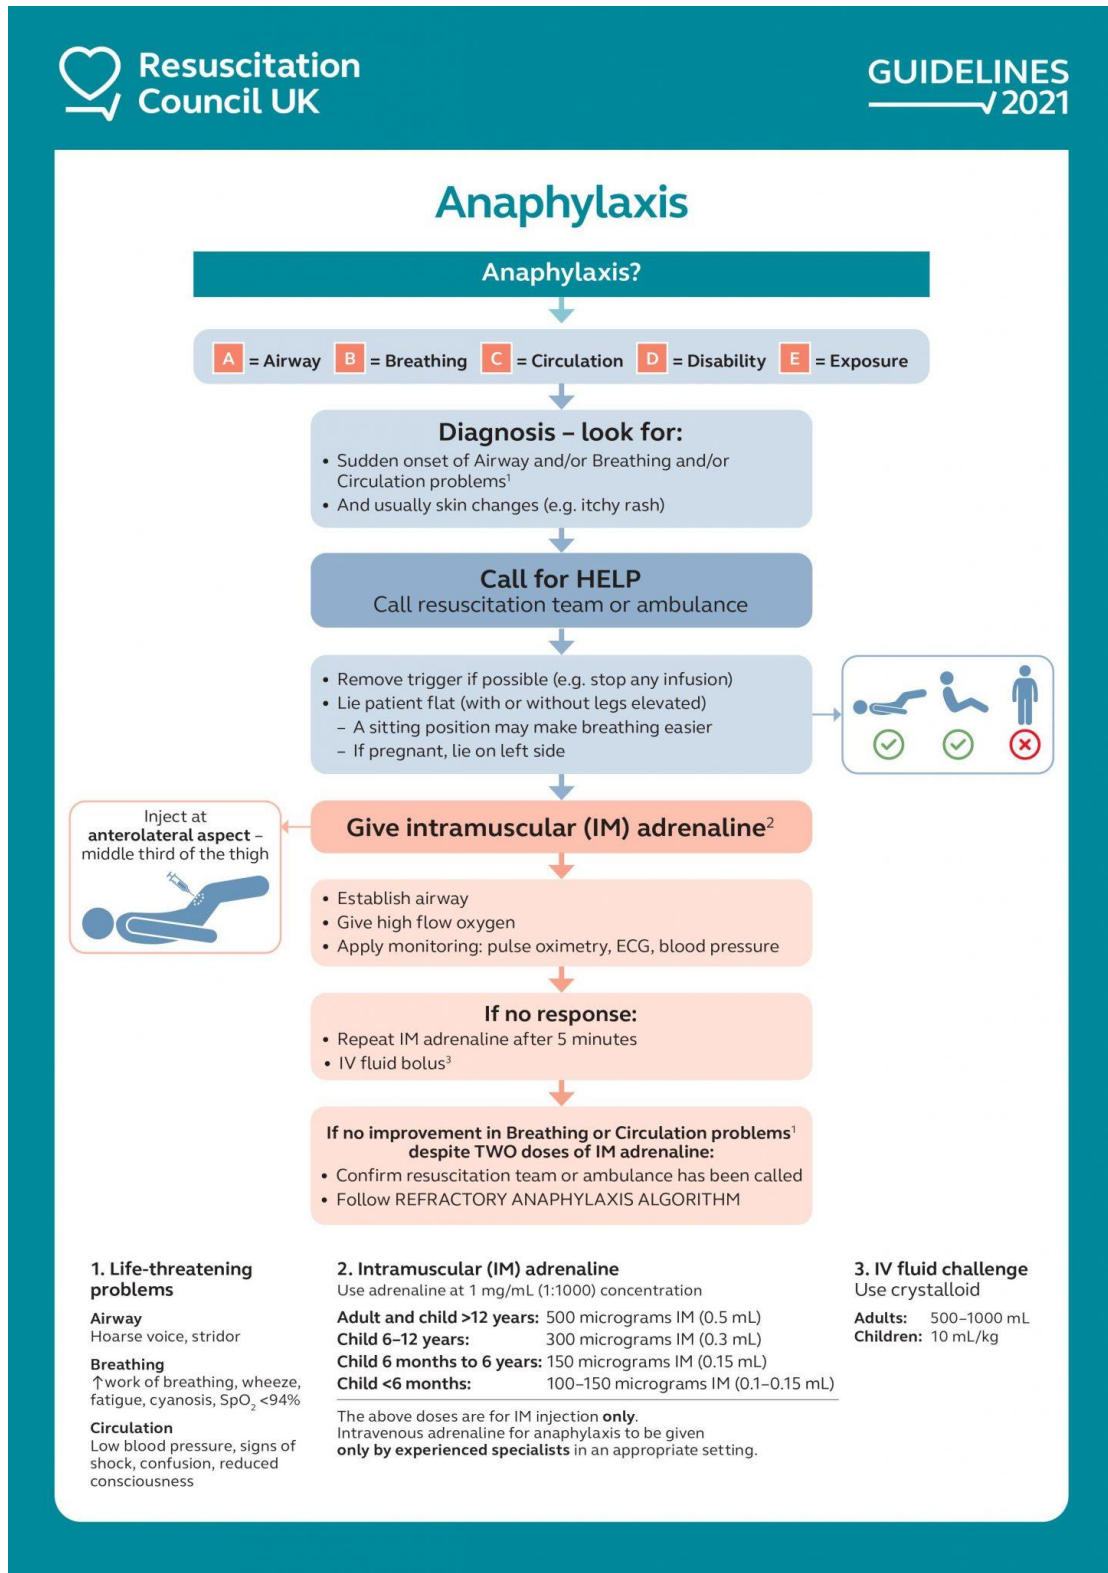 Resuscitation
Council UK
GUIDELINES
2021
Anaphylaxis
Anaphylaxis?
A = Airway B = Breathing C = Circulation D = Disability E = Exposure
Diagnosis – look for:
• Sudden onset of Airway and/or Breathing and/or
Circulation problems¹
• And usually skin changes (e.g. itchy rash)
Call for HELP
Call resuscitation team or ambulance
• Remove trigger if possible (e.g. stop any infusion)
• Lie patient flat (with or without legs elevated)
– A sitting position may make breathing easier
– If pregnant, lie on left side
Inject at
anterolateral aspect –
middle third of the thigh
Give intramuscular (IM) adrenaline²
• Establish airway
• Give high flow oxygen
• Apply monitoring: pulse oximetry, ECG, blood pressure
If no response:
• Repeat IM adrenaline after 5 minutes
• IV fluid bolus³
If no improvement in Breathing or Circulation problems¹
despite TWO doses of IM adrenaline:
• Confirm resuscitation team or ambulance has been called
• Follow REFRACTORY ANAPHYLAXIS ALGORITHM
1. Life-threatening
problems
Airway
Hoarse voice, stridor
Breathing
↑work of breathing, wheeze,
fatigue, cyanosis, SpO₂ <94%
Circulation
Low blood pressure, signs of
shock, confusion, reduced
consciousness
2. Intramuscular (IM) adrenaline
Use adrenaline at 1 mg/mL (1:1000) concentration
Adult and child >12 years: 500 micrograms IM (0.5 mL)
Child 6–12 years: 300 micrograms IM (0.3 mL)
Child 6 months to 6 years: 150 micrograms IM (0.15 mL)
Child <6 months: 100–150 micrograms IM (0.1–0.15 mL)
The above doses are for IM injection only.
Intravenous adrenaline for anaphylaxis to be given
only by experienced specialists in an appropriate setting.
3. IV fluid challenge
Use crystalloid
Adults: 500–1000 mL
Children: 10 mL/kg